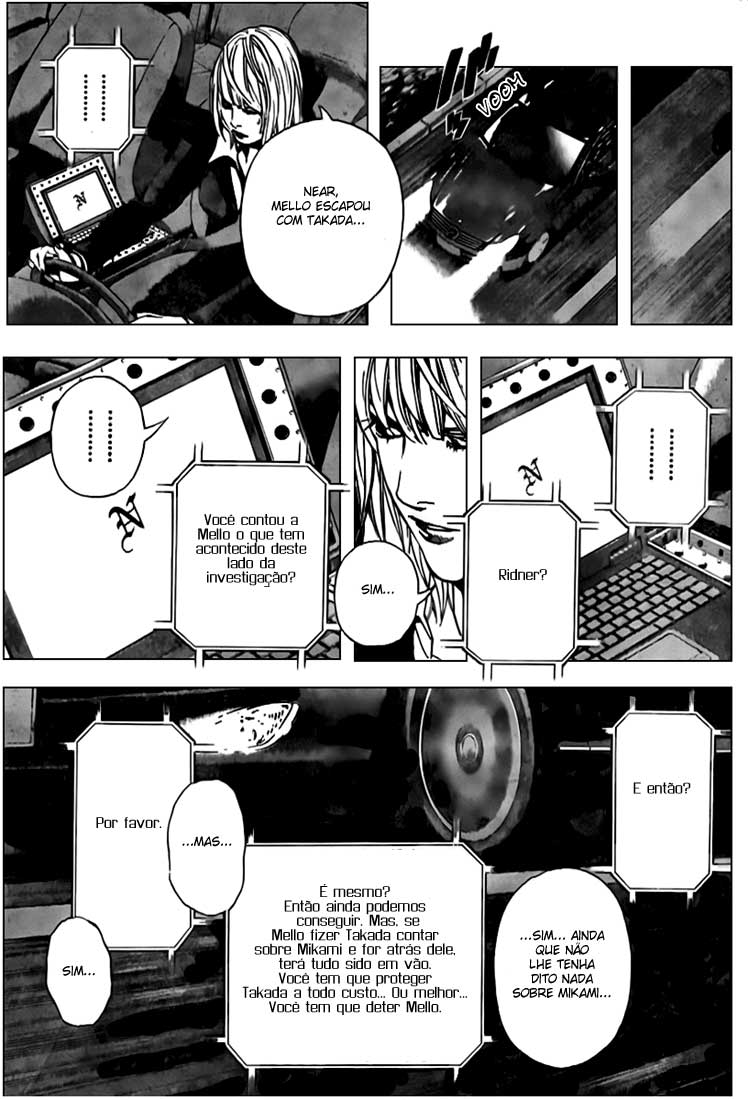 VOOM
NEAR,
MELLO ESCAPOU
COM TAKADA...
N
N
Ridner?
SIM...
Você contou a
Mello o que tem
acontecido deste
lado da
investigação?
N
E então?
...SIM... AINDA
QUE NÃO
LHE TENHA
DITO NADA
SOBRE MIKAMI...
É mesmo?
Então ainda podemos
conseguir. Mas, se
Mello fizer Takada contar
sobre Mikami e for atrás dele,
terá tudo sido em vão.
Você tem que proteger
Takada a todo custo... Ou melhor...
Você tem que deter Mello.
...MAS...
Por favor.
SIM...